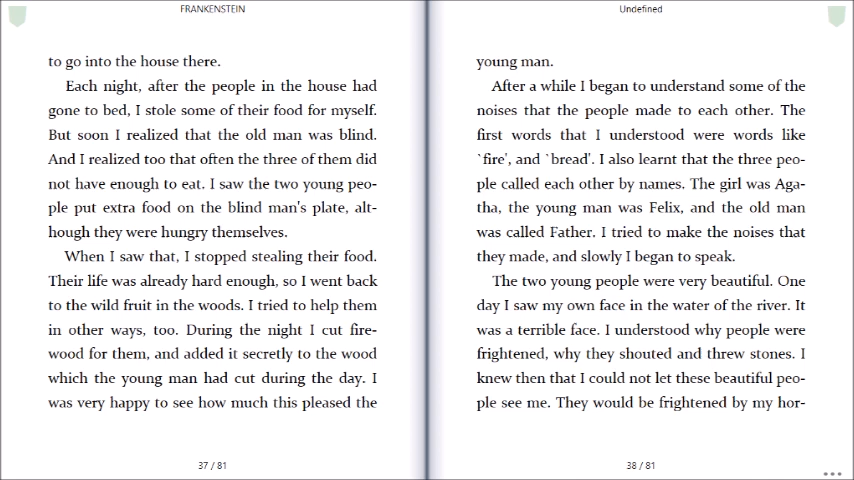 FRANKENSTEIN
to go into the house there.
Each night, after the people in the house had
gone to bed, I stole some of their food for myself.
But soon I realized that the old man was blind.
And I realized too that often the three of them did
not have enough to eat. I saw the two young peo-
ple put extra food on the blind man's plate, alt-
hough they were hungry themselves.
When I saw that, I stopped stealing their food.
Their life was already hard enough, so I went back
to the wild fruit in the woods. I tried to help them
in other ways, too. During the night I cut fire-
wood for them, and added it secretly to the wood
which the young man had cut during the day. I
was very happy to see how much this pleased the
37 / 81
Undefined
young man.
After a while I began to understand some of the
noises that the people made to each other. The
first words that I understood were words like
`fire', and `bread'. I also learnt that the three peo-
ple called each other by names. The girl was Aga-
tha, the young man was Felix, and the old man
was called Father. I tried to make the noises that
they made, and slowly I began to speak.
The two young people were very beautiful. One
day I saw my own face in the water of the river. It
was a terrible face. I understood why people were
frightened, why they shouted and threw stones. I
knew then that I could not let these beautiful peo-
ple see me. They would be frightened by my hor-
38 / 81